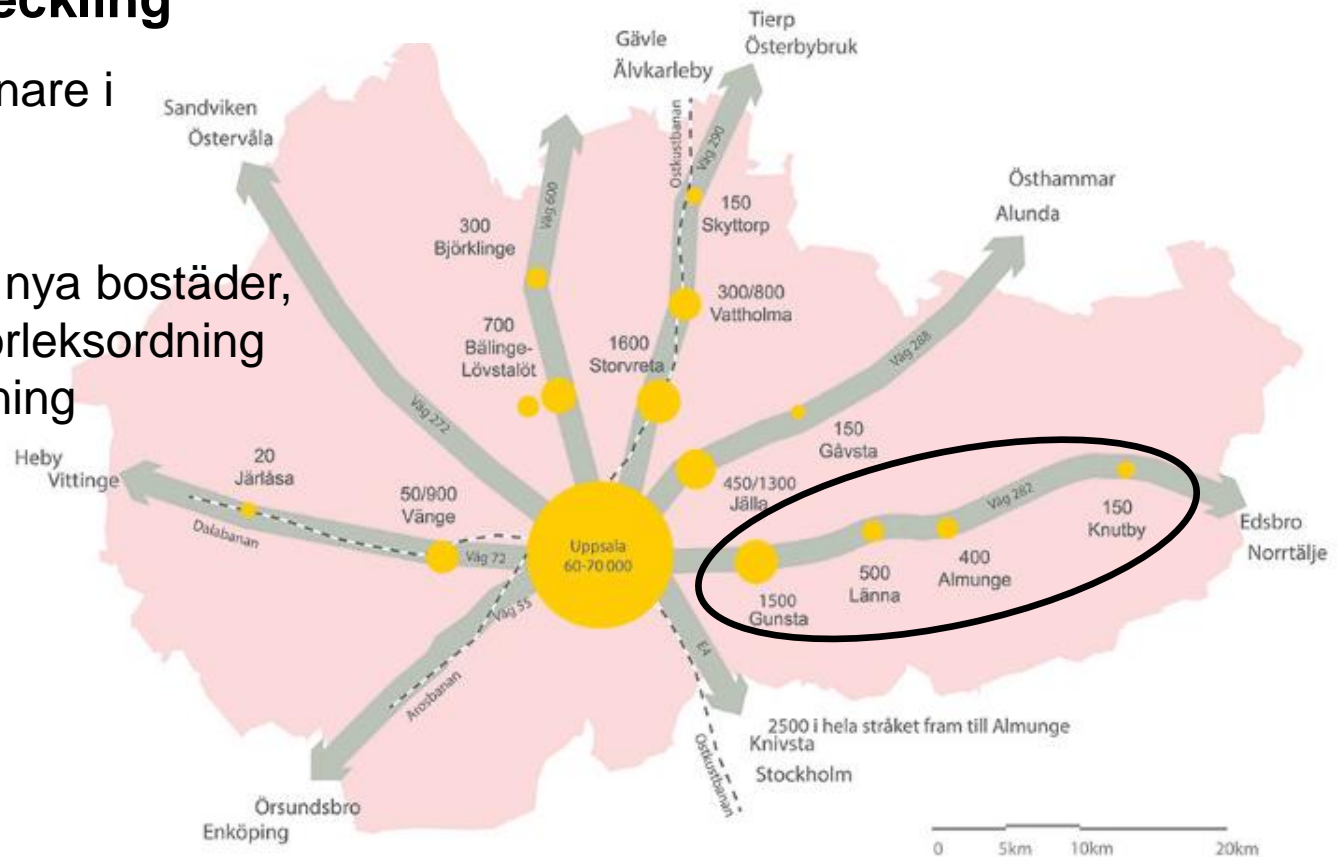 eckling
nare i
nya bostäder,
orleksordning
ning
Tierp
Österbybruk
Gävle
Älvkarleby
Sandviken
Östervåla
Ostkustbanan
Väg 290
Väg 600
Östhammar
Alunda
150
Skyttorp
300
Björklinge
300/800
Vattholma
700
Bälinge-
Lövstalöt
1600
Storvreta
Väg 288
Väg 272
150
Gåvsta
Heby
Vittinge
20
Järlåsa
50/900
Vänge
450/1300
Jälla
Väg 282
150
Knutby
Edsbro
Norrtälje
Dalabanan
Väg 72
Uppsala
60-70 000
500
Länna
400
Almunge
1500
Gunsta
Väg 55
E4
Arosbanan
2500 i hela stråket fram till Almunge
Knivsta
Stockholm
Ostkustbanan
Örsundsbro
Enköping
0 5km 10km 20km